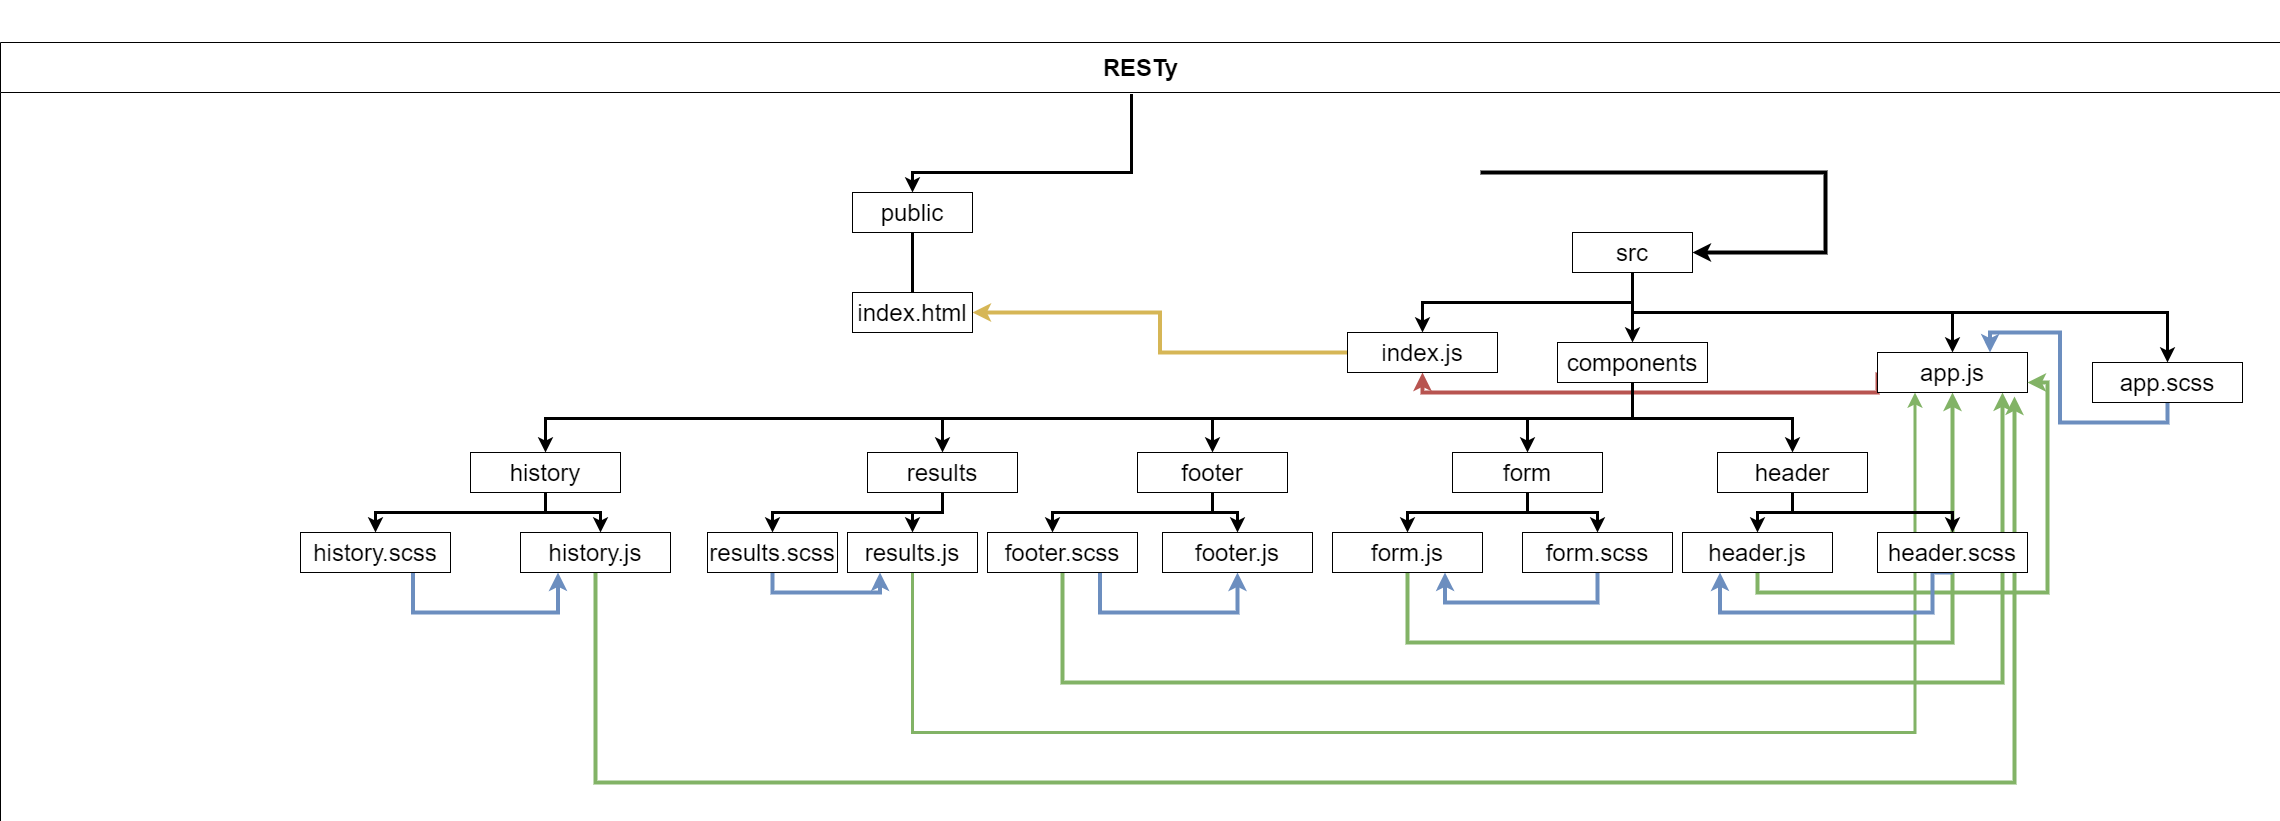 RESTy
public
src
index.html
index.js
components
app.js
app.scss
history
results
footer
form
header
history.scss
history.js
results.scss
results.js
footer.scss
footer.js
form.js
form.scss
header.js
header.scss